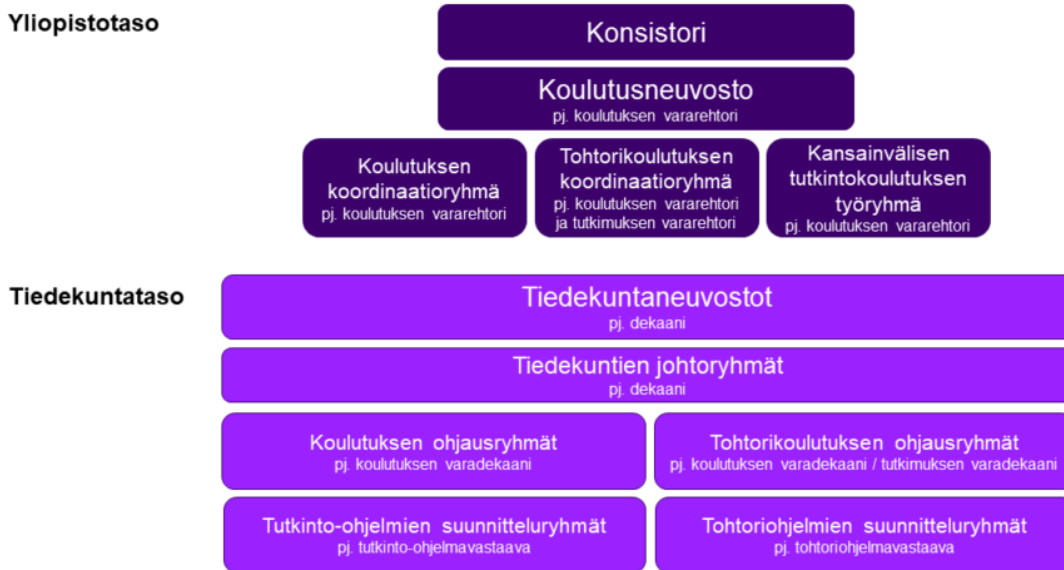 Yliopistotaso
Konsistori
Koulutusneuvosto
pj. koulutuksen vararehtori
Koulutuksen
koordinaatioryhmä
pj. koulutuksen vararehtori
Tohtorikoulutuksen
koordinaatioryhmä
pj. koulutuksen vararehtori
ja tutkimuksen vararehtori
Kansainvälisen
tutkintokoulutuksen
työryhmä
pj. koulutuksen vararehtori
Tiedekuntataso
Tiedekuntaneuvostot
pj. dekaani
Tiedekuntien johtoryhmät
pj. dekaani
Koulutuksen ohjausryhmät
pj. koulutuksen varadekaani
Tohtorikoulutuksen ohjausryhmät
pj. koulutuksen varadekaani / tutkimuksen varadekaani
Tutkinto-ohjelmien suunnitteluryhmät
pj. tutkinto-ohjelmavastaava
Tohtoriohjelmien suunnitteluryhmät
pj. tohtoriohjelmavastaava